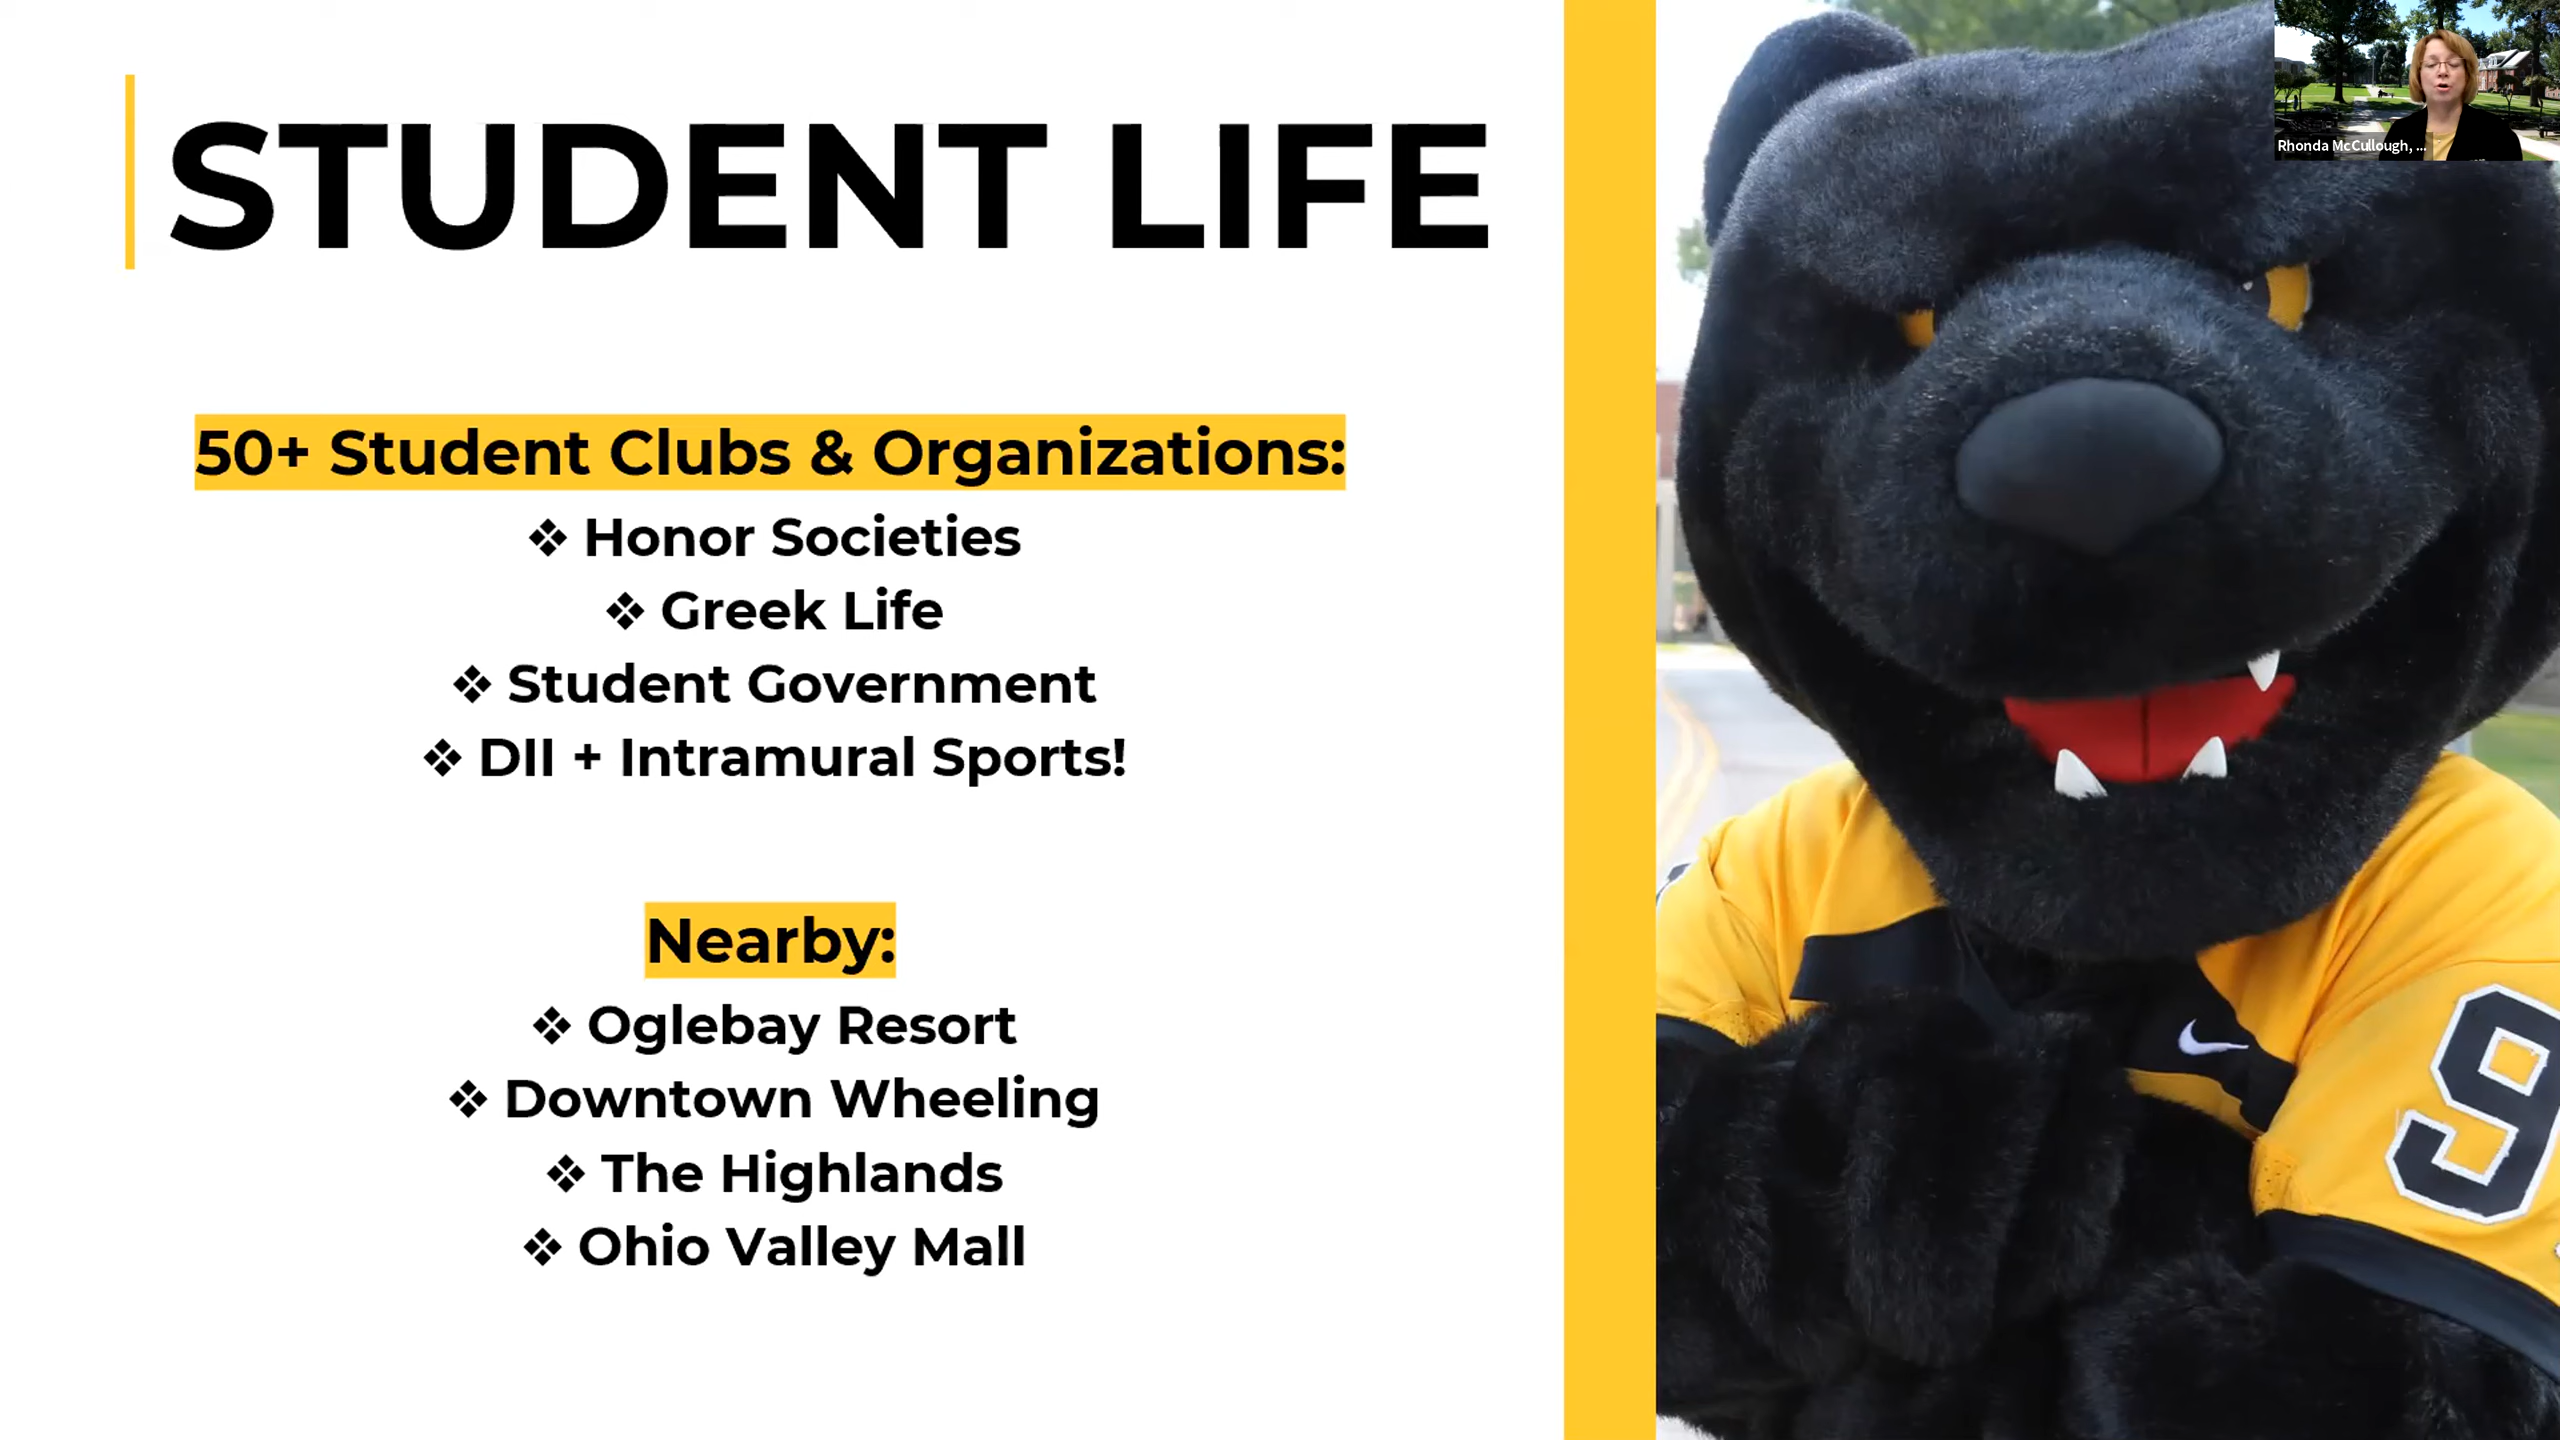 STUDENT LIFE
50+ Student Clubs & Organizations:
❖ Honor Societies
❖ Greek Life
❖ Student Government
❖ DII + Intramural Sports!
Nearby:
❖ Oglebay Resort
❖ Downtown Wheeling
❖ The Highlands
❖ Ohio Valley Mall
Rhonda McCullough, ...
9